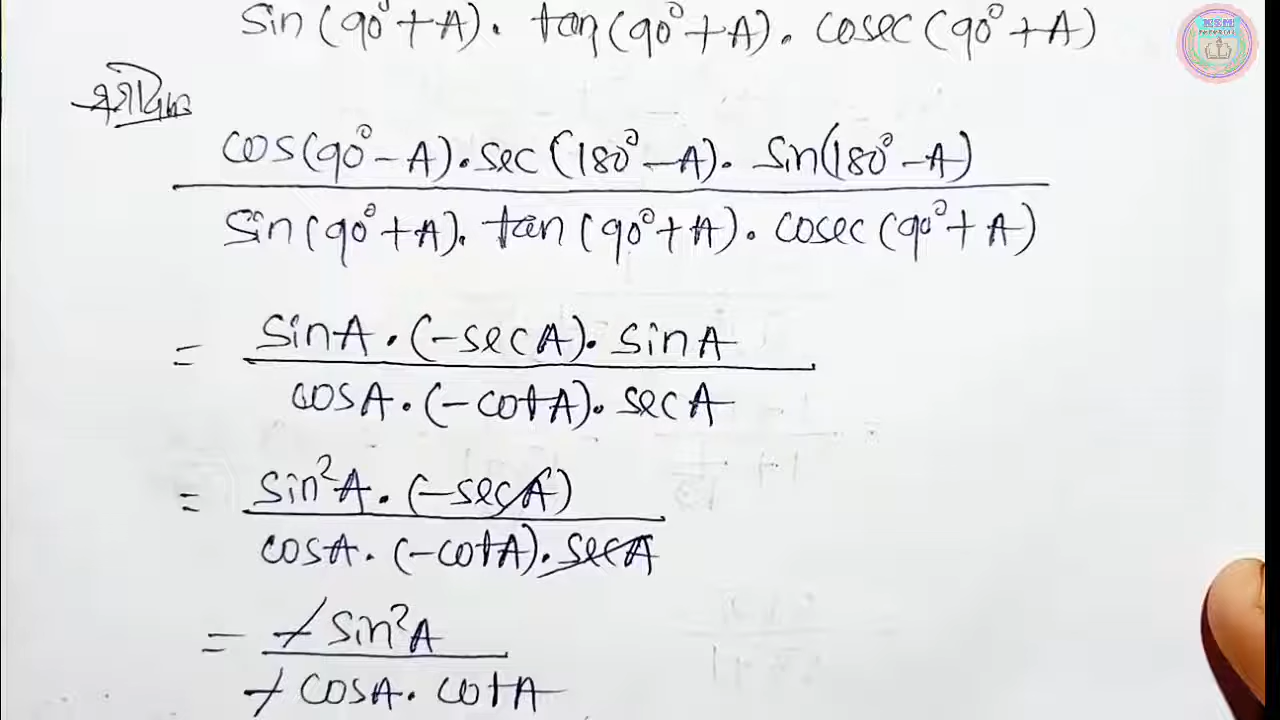 sin(90°+A). tan(90°+A). cosec(90°+A)
KSM
cos(90°-A).sec(180°-A). sin(180°-A)
sin(90°+A). tan(90°+A). cosec(90°+A)
= sinA.(-secA). sinA
cosA.(-cotA). secA
= sin²A.(-secA)
cosA.(-cotA). secA
= -sin²A
-cosA. cotA